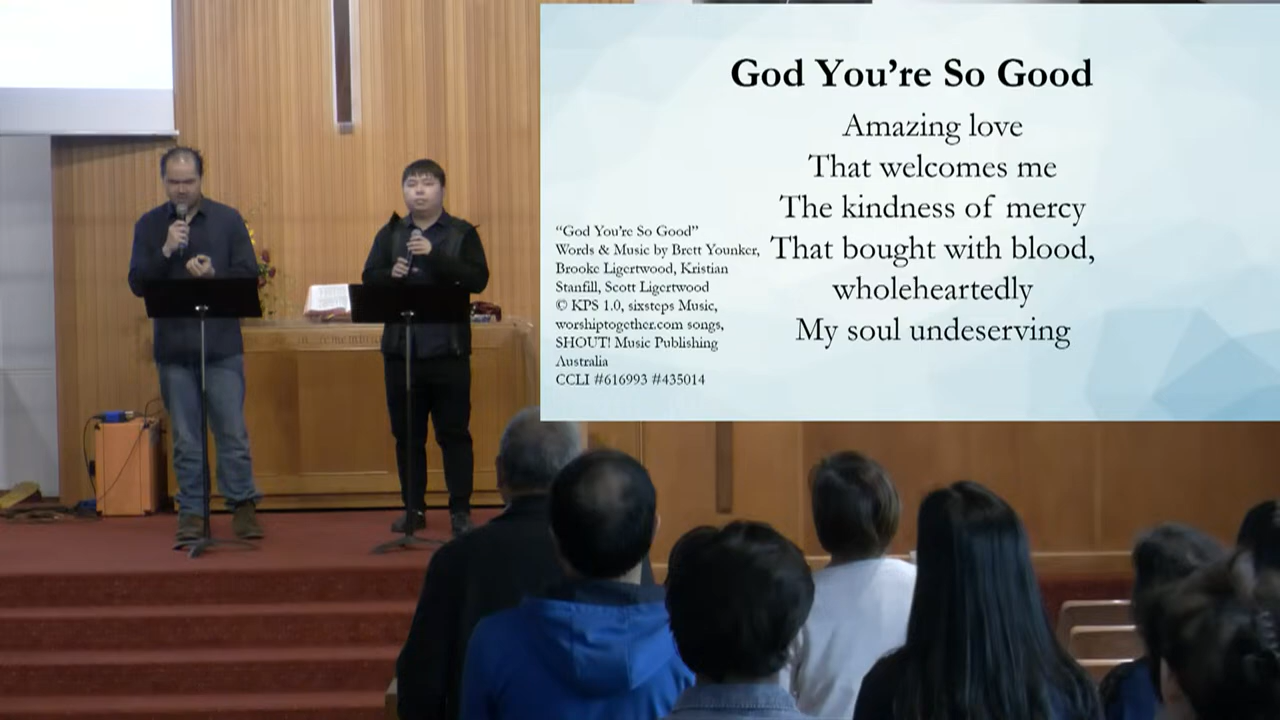 God You're So Good
Amazing love
That welcomes me
The kindness of mercy
That bought with blood,
wholeheartedly
My soul undeserving
“God You're So Good”
Words & Music by Brett Younker,
Brooke Ligertwood, Kristian
Stanfill, Scott Ligertwood
© KPS 1.0, sixsteps Music,
worshiptogether.com songs,
SHOUT! Music Publishing
Australia
CCLI #616993 #435014
in remembrance